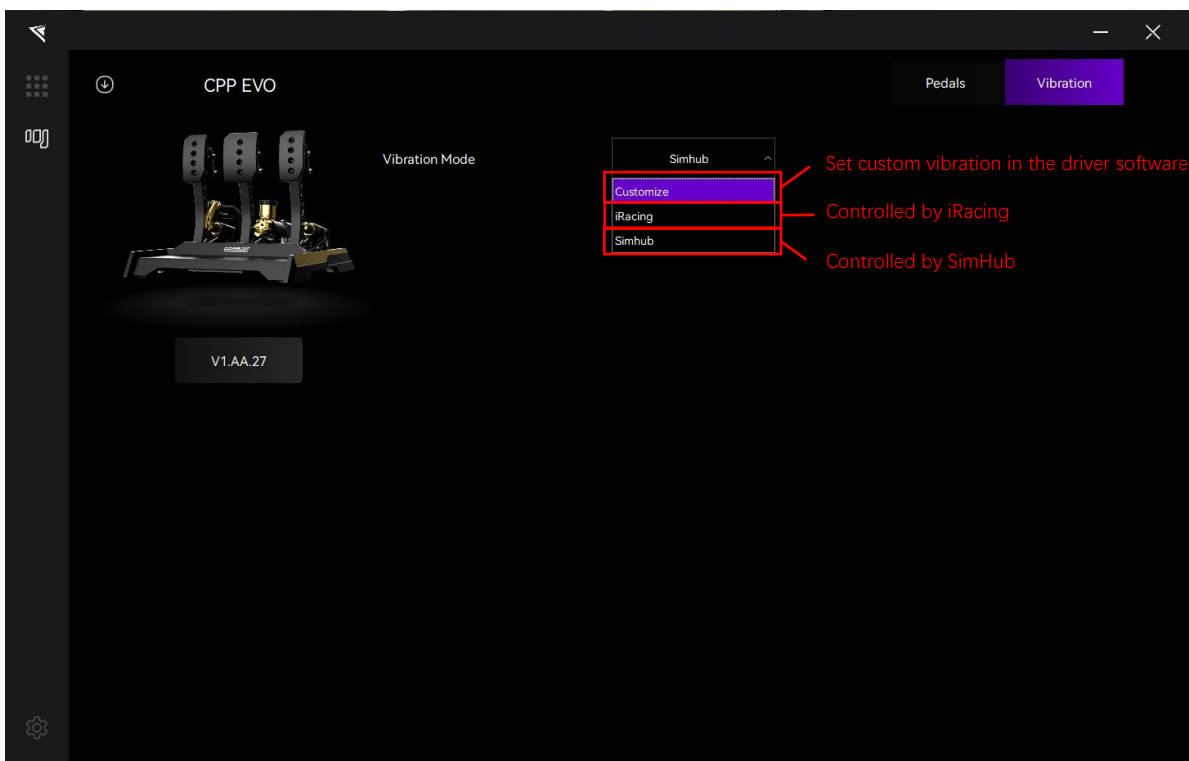 CPP EVO
Pedals
Vibration
Vibration Mode
Simhub
Set custom vibration in the driver software
Customize
iRacing
Controlled by iRacing
Simhub
Controlled by SimHub
V1.AA.27